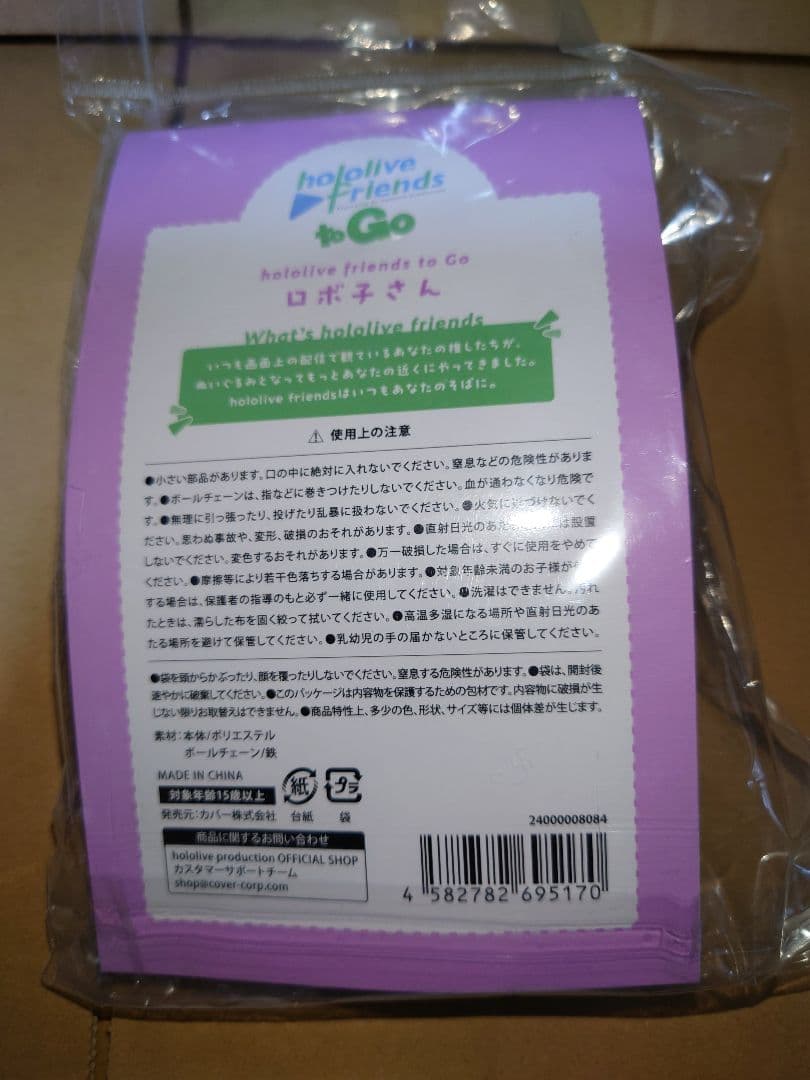 hololive
friends
to Go
hololive friends to Go
ロボ子さん
What's hololive friends
いつも画面上の配信で観ているあなたの推したちが、
ぬいぐるみとなってもっとあなたの近くにやってきました。
hololive friendsはいつもあなたのそばに。
⚠ 使用上の注意
●小さい部品があります。口の中に絶対に入れないでください。窒息などの危険性がありま
す。●ボールチェーンは、指などに巻きつけたりしないでください。血が通わなくなり危険で
す。●無理に引っ張ったり、投げたり乱暴に扱わないでください。●火気に近づけないでく
ださい。思わぬ事故や、変形、破損のおそれがあります。●直射日光のあた は設置
しないでください。変色するおそれがあります。●万一破損した場合は、すぐに使用をやめて
ください。●摩擦等により若干色落ちする場合があります。●対象年齢未満のお子様が
する場合は、保護者の指導のもと必ず一緒に使用してください。●洗濯はできません。汚れ
たときは、濡らした布を固く絞って拭いてください。●高温多湿になる場所や直射日光のあ
たる場所を避けて保管してください。●乳幼児の手の届かないところに保管してください。
●袋を頭からかぶったり、顔を覆ったりしないでください。窒息する危険性があります。●袋は、開封後
速やかに破棄してください。●このパッケージは内容物を保護するための包材です。内容物に破損が生
じない限りお取替えはできません。●商品特性上、多少の色、形状、サイズ等には個体差が生じます。
素材：本体/ポリエステル
ボールチェーン/鉄
MADE IN CHINA
対象年齢15歳以上
発売元：カバー株式会社
紙
台紙
プラ
袋
商品に関するお問い合わせ
hololive production OFFICIAL SHOP
カスタマーサポートチーム
shop@cover-corp.com
24000008084
4 582782 695170